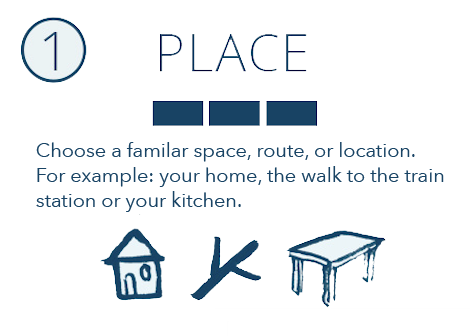 1 PLACE
Choose a familar space, route, or location.
For example: your home, the walk to the train
station or your kitchen.